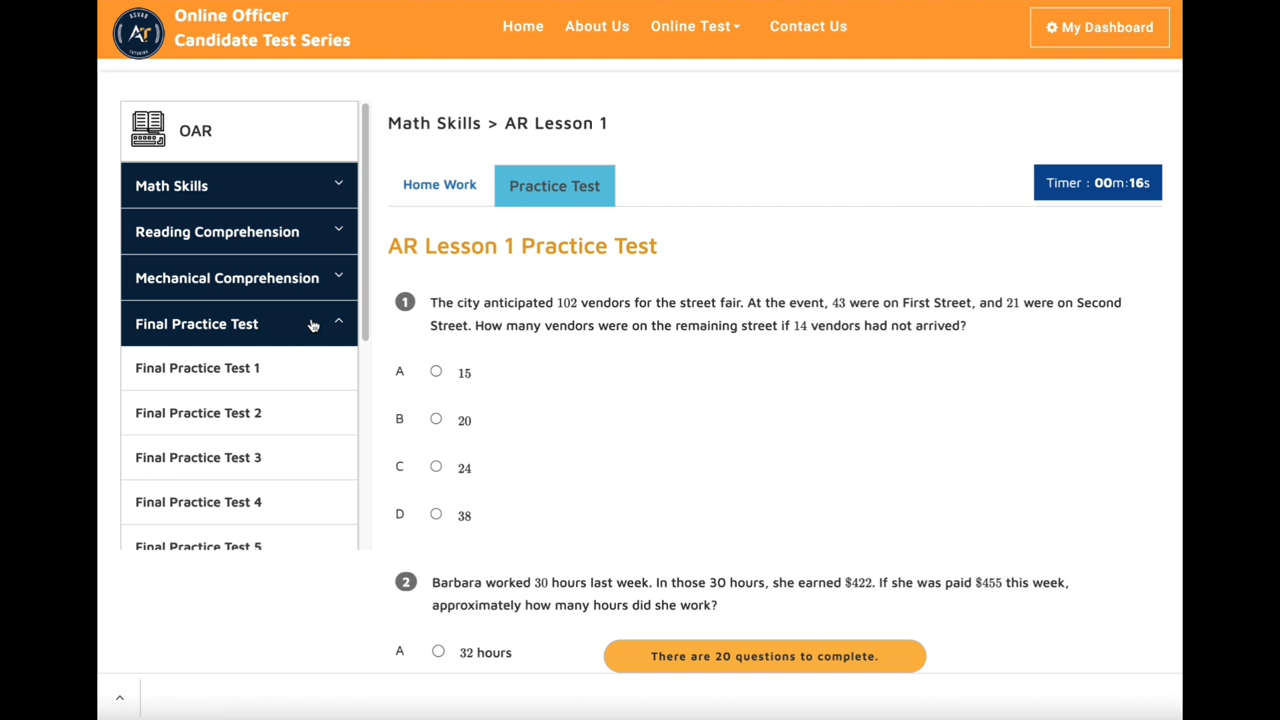 ASVAB
AT
TUTORING
Online Officer
Candidate Test Series
Home
About Us
Online Test
Contact Us
My Dashboard
OAR
Math Skills
Reading Comprehension
Mechanical Comprehension
Final Practice Test
Final Practice Test 1
Final Practice Test 2
Final Practice Test 3
Final Practice Test 4
Final Practice Test 5
Math Skills > AR Lesson 1
Home Work
Practice Test
Timer : 00m:16s
AR Lesson 1 Practice Test
1 The city anticipated 102 vendors for the street fair. At the event, 43 were on First Street, and 21 were on Second
Street. How many vendors were on the remaining street if 14 vendors had not arrived?
A 15
B 20
C 24
D 38
2 Barbara worked 30 hours last week. In those 30 hours, she earned $422. If she was paid $455 this week,
approximately how many hours did she work?
A 32 hours
There are 20 questions to complete.